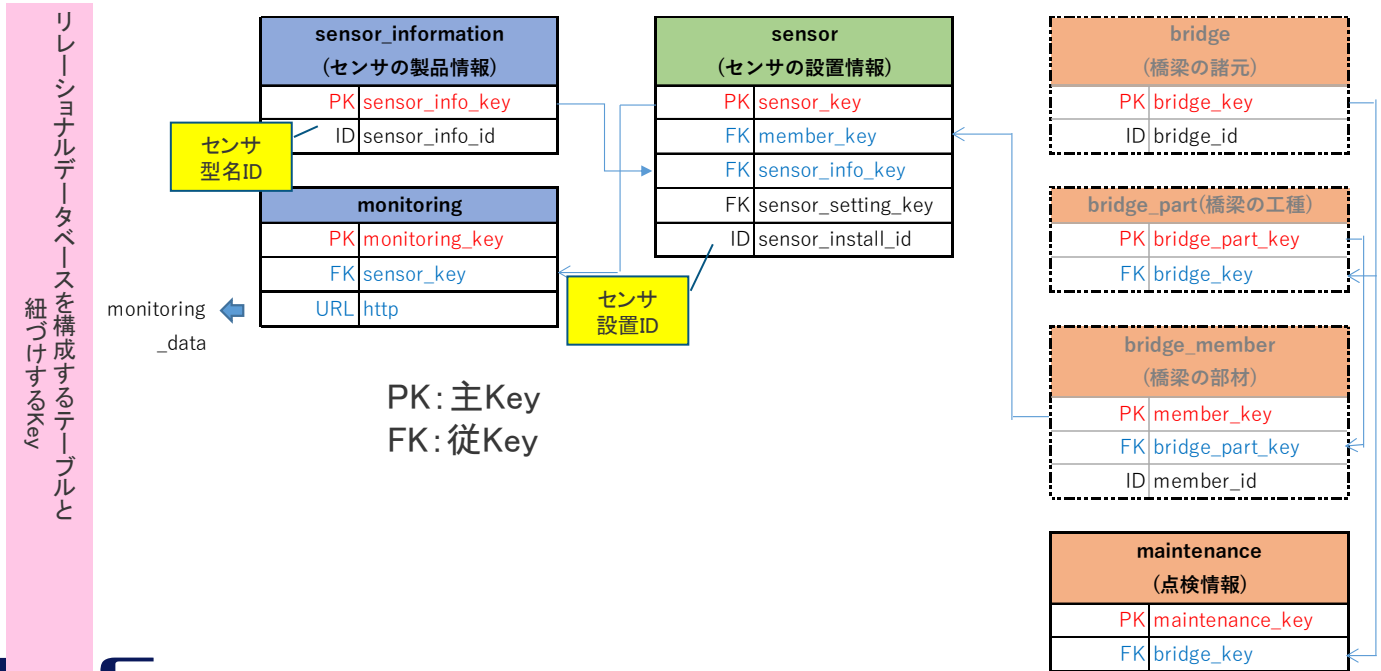 リレーショナルデータベースを構成するテーブルと
紐づけするKey
sensor_information
(センサの製品情報)
PK sensor_info_key
ID sensor_info_id
センサ
型名ID
monitoring
PK monitoring_key
FK sensor_key
URL http
monitoring
_data
sensor
(センサの設置情報)
PK sensor_key
FK member_key
FK sensor_info_key
FK sensor_setting_key
ID sensor_install_id
センサ
設置ID
PK:主Key
FK:従Key
bridge
(橋梁の諸元)
PK bridge_key
ID bridge_id
bridge_part(橋梁の工種)
PK bridge_part_key
FK bridge_key
bridge_member
(橋梁の部材)
PK member_key
FK bridge_part_key
ID member_id
maintenance
(点検情報)
PK maintenance_key
FK bridge_key